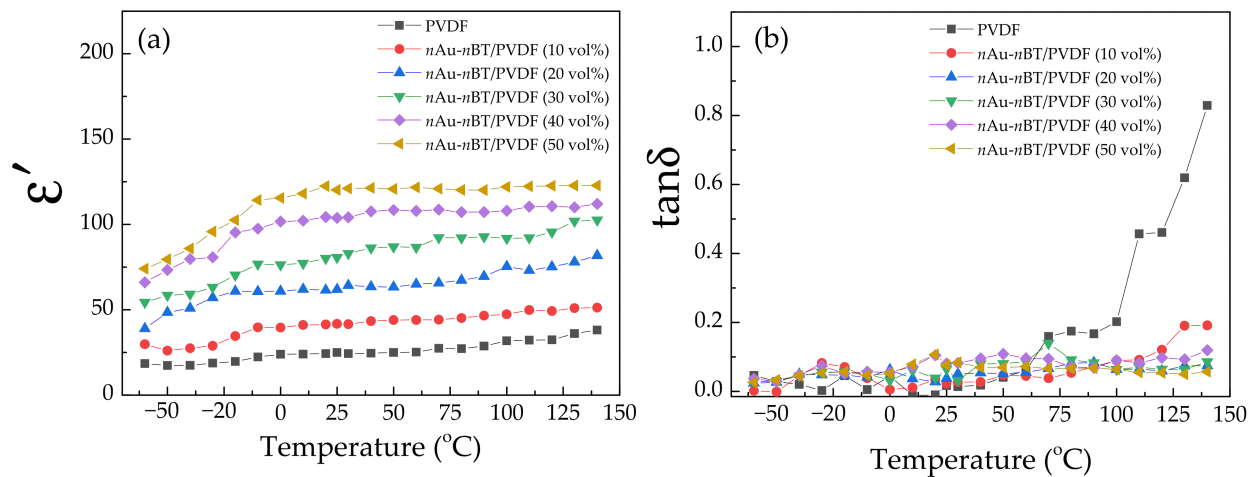 (a)
PVDF
nAu-nBT/PVDF (10 vol%)
nAu-nBT/PVDF (20 vol%)
nAu-nBT/PVDF (30 vol%)
nAu-nBT/PVDF (40 vol%)
nAu-nBT/PVDF (50 vol%)
ε′
200
150
100
50
0
−50 −25 0 25 50 75 100 125 150
Temperature (°C)
(b)
PVDF
nAu-nBT/PVDF (10 vol%)
nAu-nBT/PVDF (20 vol%)
nAu-nBT/PVDF (30 vol%)
nAu-nBT/PVDF (40 vol%)
nAu-nBT/PVDF (50 vol%)
tanδ
1.0
0.8
0.6
0.4
0.2
0.0
−50 −25 0 25 50 75 100 125 150
Temperature (°C)